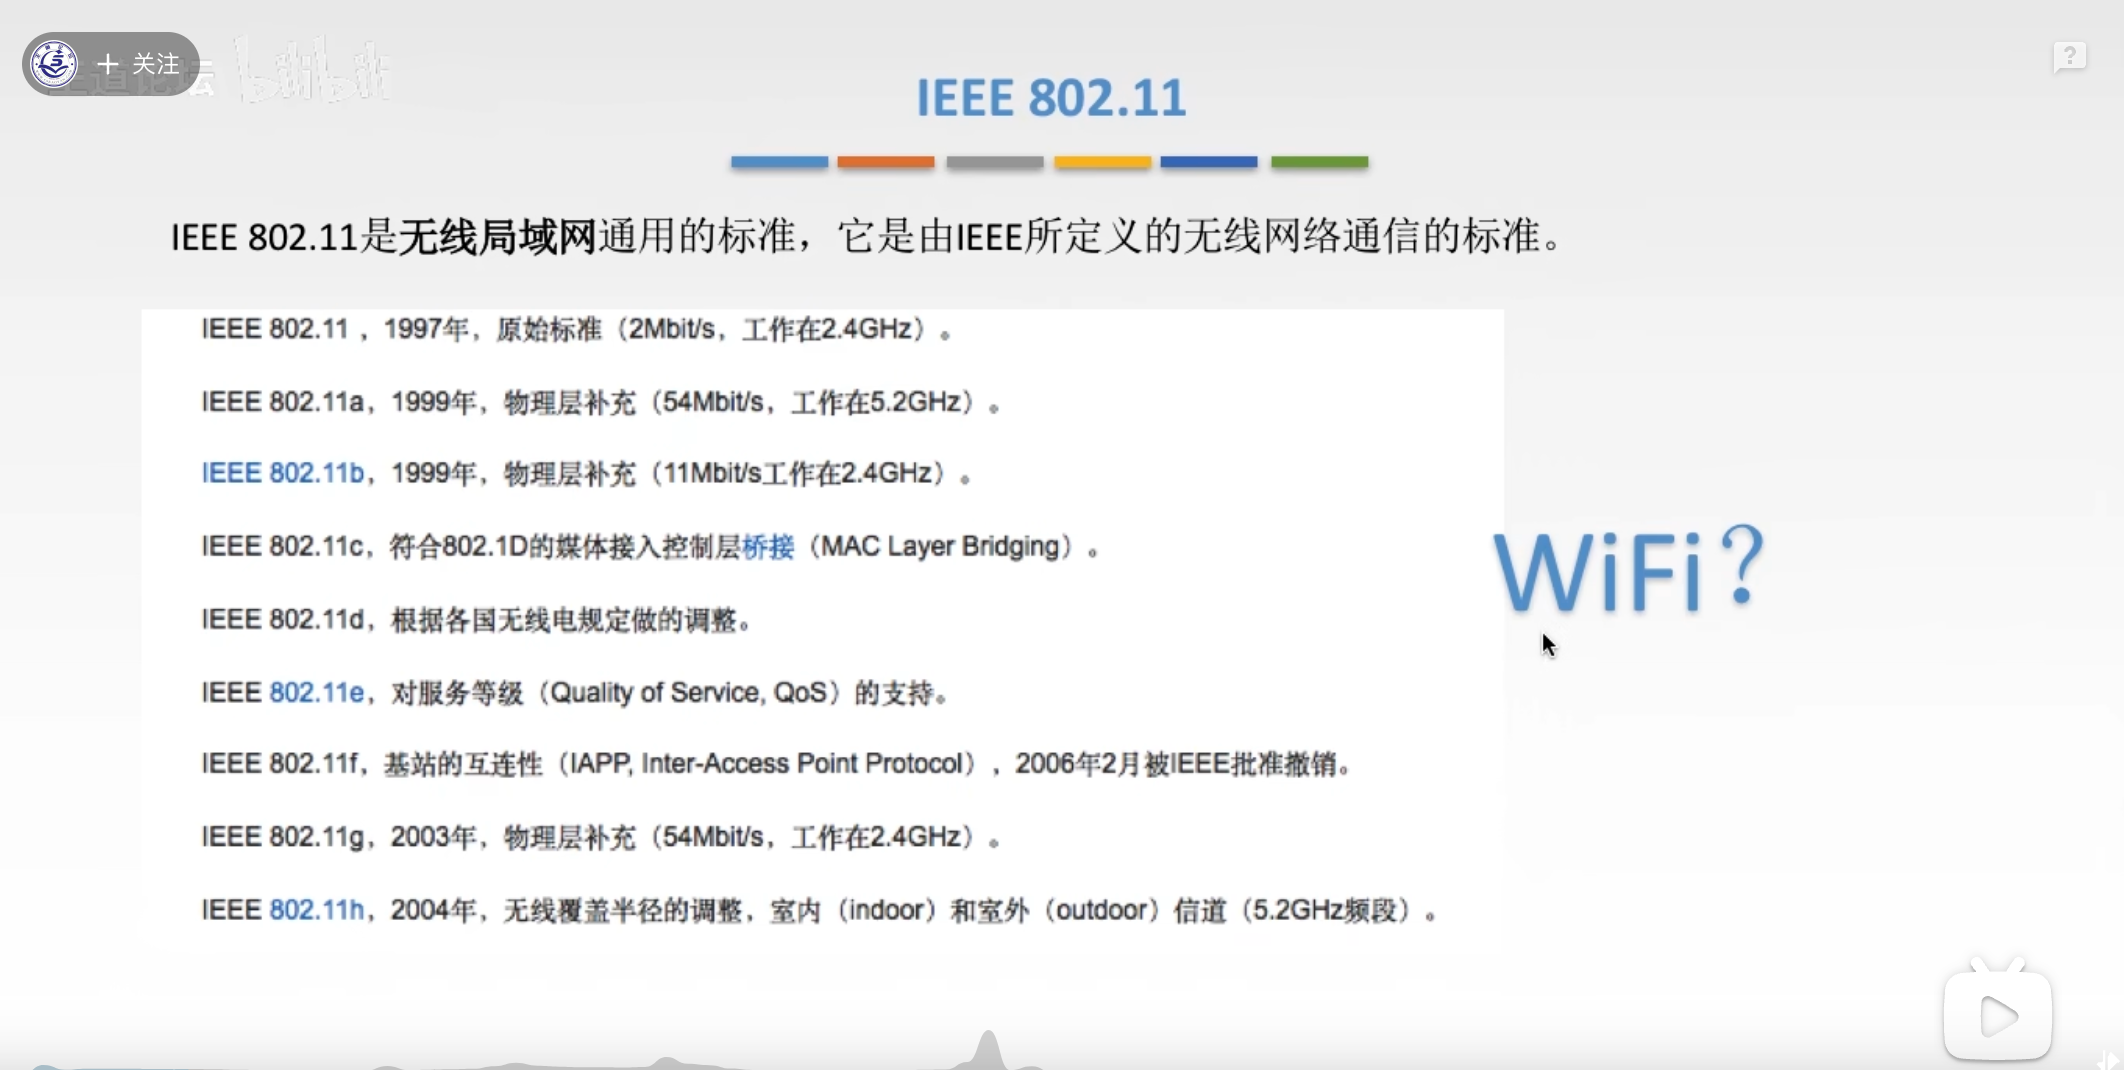 + 关注
bilibili
IEEE 802.11
IEEE 802.11是无线局域网通用的标准，它是由IEEE所定义的无线网络通信的标准。
IEEE 802.11 ，1997年，原始标准（2Mbit/s，工作在2.4GHz）。
IEEE 802.11a，1999年，物理层补充（54Mbit/s，工作在5.2GHz）。
IEEE 802.11b，1999年，物理层补充（11Mbit/s工作在2.4GHz）。
IEEE 802.11c，符合802.1D的媒体接入控制层桥接（MAC Layer Bridging）。
WiFi？
IEEE 802.11d，根据各国无线电规定做的调整。
IEEE 802.11e，对服务等级（Quality of Service, QoS）的支持。
IEEE 802.11f，基站的互连性（IAPP, Inter-Access Point Protocol），2006年2月被IEEE批准撤销。
IEEE 802.11g，2003年，物理层补充（54Mbit/s，工作在2.4GHz）。
IEEE 802.11h，2004年，无线覆盖半径的调整，室内（indoor）和室外（outdoor）信道（5.2GHz频段）。